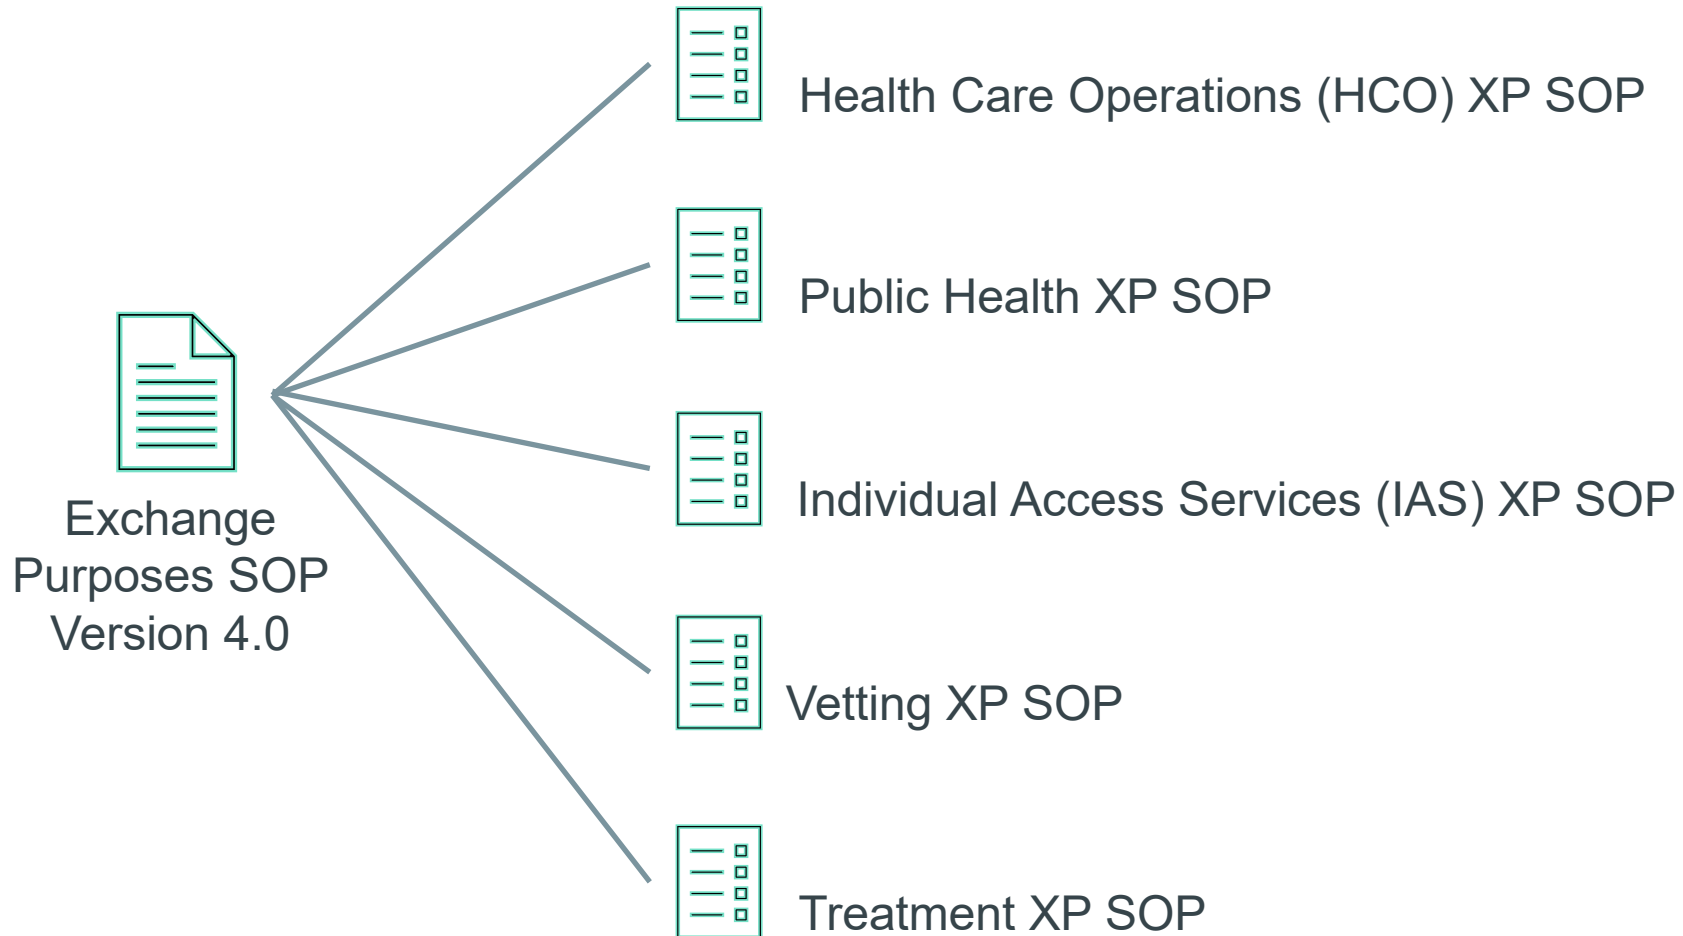 Health Care Operations (HCO) XP SOP
Public Health XP SOP
Individual Access Services (IAS) XP SOP
Exchange
Purposes SOP
Version 4.0
Vetting XP SOP
Treatment XP SOP